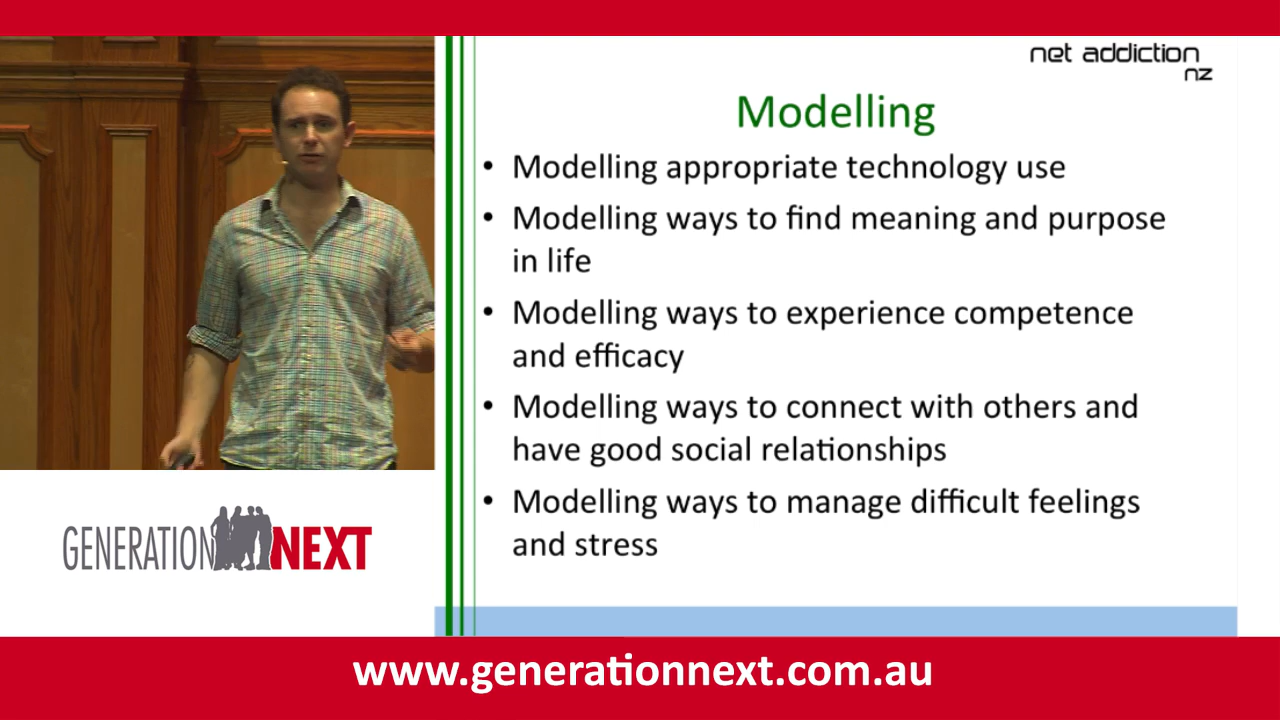 net addiction
nz
Modelling
• Modelling appropriate technology use
• Modelling ways to find meaning and purpose
in life
• Modelling ways to experience competence
and efficacy
• Modelling ways to connect with others and
have good social relationships
• Modelling ways to manage difficult feelings
and stress
GENERATION NEXT
www.generationnext.com.au